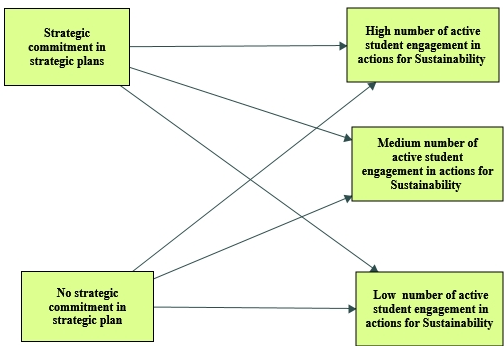 Strategic
commitment in
strategic plans
High number of active
student engagement in
actions for Sustainability
Medium number of
active student
engagement in actions for
Sustainability
No strategic
commitment in
strategic plan
Low number of active
student engagement in
actions for Sustainability